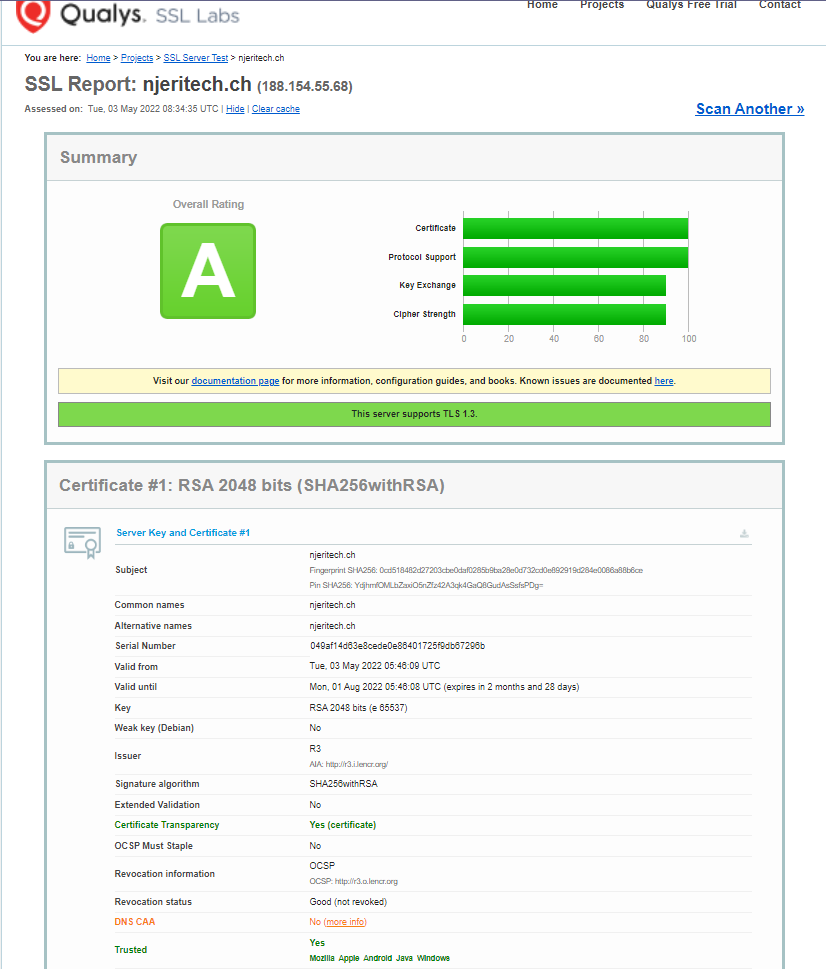 Home Projects Qualys Free Trial Contact
Qualys. SSL Labs
You are here: Home > Projects > SSL Server Test > njeritech.ch
SSL Report: njeritech.ch (188.154.55.68)
Assessed on: Tue, 03 May 2022 08:34:35 UTC | Hide | Clear cache
Scan Another »
Summary
Overall Rating
A
Certificate
Protocol Support
Key Exchange
Cipher Strength
0 20 40 60 80 100
Visit our documentation page for more information, configuration guides, and books. Known issues are documented here.
This server supports TLS 1.3.
Certificate #1: RSA 2048 bits (SHA256withRSA)
Server Key and Certificate #1
Subject
njeritech.ch
Fingerprint SHA256: 0cd518482d27203cbe0daf0285b9ba28e0d732cd0e892919d284e0086a88b6ce
Pin SHA256: YdjhmfOMLbZaxiO5nZfz42A3qk4GaQ8GudAsSsfsPDg=
Common names njeritech.ch
Alternative names njeritech.ch
Serial Number 049af14d63e8cede0e86401725f9db67296b
Valid from Tue, 03 May 2022 05:46:09 UTC
Valid until Mon, 01 Aug 2022 05:46:08 UTC (expires in 2 months and 28 days)
Key RSA 2048 bits (e 65537)
Weak key (Debian) No
Issuer
R3
AIA: http://r3.i.lencr.org/
Signature algorithm SHA256withRSA
Extended Validation No
Certificate Transparency Yes (certificate)
OCSP Must Staple No
Revocation information
OCSP
OCSP: http://r3.o.lencr.org
Revocation status Good (not revoked)
DNS CAA No (more info)
Trusted
Yes
Mozilla Apple Android Java Windows